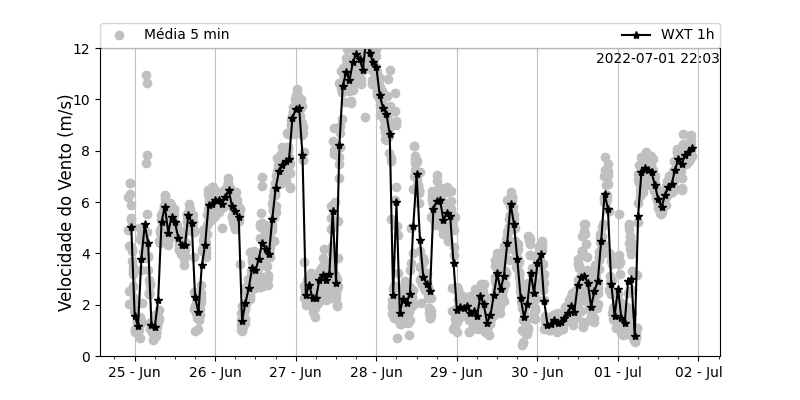 Média 5 min WXT 1h
2022-07-01 22:03
Velocidade do Vento (m/s)
12
10
8
6
4
2
0
25 - Jun 26 - Jun 27 - Jun 28 - Jun 29 - Jun 30 - Jun 01 - Jul 02 - Jul